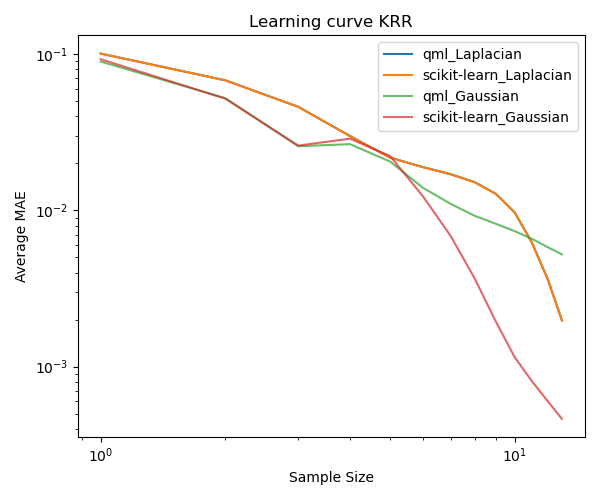 Learning curve KRR
qml_Laplacian
scikit-learn_Laplacian
qml_Gaussian
scikit-learn_Gaussian
Average MAE
10⁻¹
10⁻²
10⁻³
10⁰
10¹
Sample Size